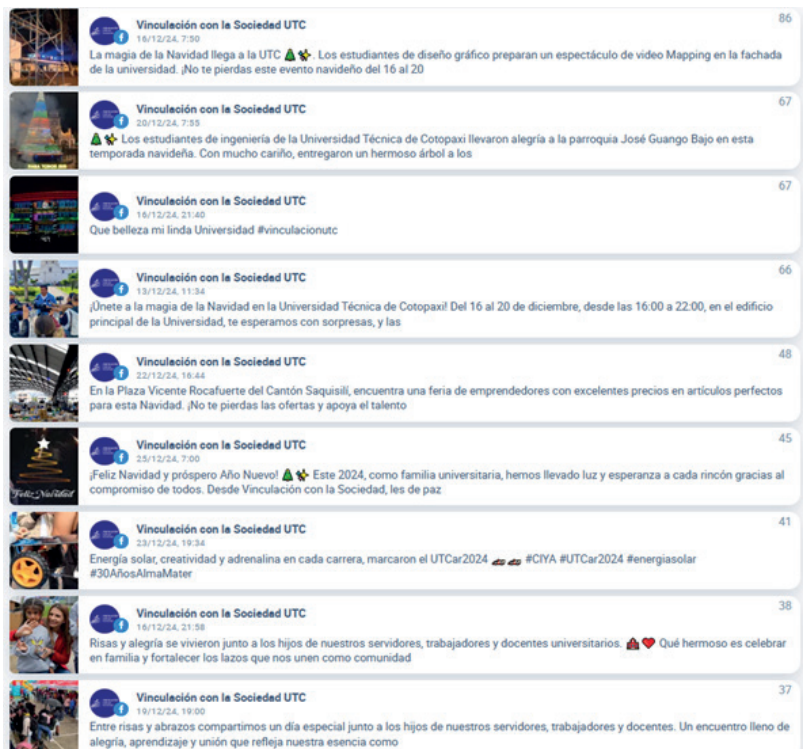 86
Vinculación con la Sociedad UTC
16/12/24, 7:50
La magia de la Navidad llega a la UTC 🎄✨. Los estudiantes de diseño gráfico preparan un espectáculo de video Mapping en la fachada
de la universidad. ¡No te pierdas este evento navideño del 16 al 20
67
Vinculación con la Sociedad UTC
20/12/24, 7:55
🎄✨ Los estudiantes de ingeniería de la Universidad Técnica de Cotopaxi llevaron alegría a la parroquia José Guango Bajo en esta
temporada navideña. Con mucho cariño, entregaron un hermoso árbol a los
67
Vinculación con la Sociedad UTC
16/12/24, 21:40
Que belleza mi linda Universidad #vinculacionutc
66
Vinculación con la Sociedad UTC
13/12/24, 11:34
¡Únete a la magia de la Navidad en la Universidad Técnica de Cotopaxi! Del 16 al 20 de diciembre, desde las 16:00 a 22:00, en el edificio
principal de la Universidad, te esperamos con sorpresas, y las
48
Vinculación con la Sociedad UTC
22/12/24, 16:44
En la Plaza Vicente Rocafuerte del Cantón Saquisilí, encuentra una feria de emprendedores con excelentes precios en artículos perfectos
para esta Navidad. ¡No te pierdas las ofertas y apoya el talento
45
Vinculación con la Sociedad UTC
25/12/24, 7:00
Feliz Navidad
¡Feliz Navidad y próspero Año Nuevo! 🎄✨ Este 2024, como familia universitaria, hemos llevado luz y esperanza a cada rincón gracias al
compromiso de todos. Desde Vinculación con la Sociedad, les de paz
41
Vinculación con la Sociedad UTC
23/12/24, 19:34
Energía solar, creatividad y adrenalina en cada carrera, marcaron el UTCar2024 🏎️🏎️ #CIYA #UTCar2024 #energiasolar
#30AñosAlmaMater
38
Vinculación con la Sociedad UTC
16/12/24, 21:58
Risas y alegría se vivieron junto a los hijos de nuestros servidores, trabajadores y docentes universitarios. 🏫❤️ Qué hermoso es celebrar
en familia y fortalecer los lazos que nos unen como comunidad
37
Vinculación con la Sociedad UTC
19/12/24, 19:00
Entre risas y abrazos compartimos un día especial junto a los hijos de nuestros servidores, trabajadores y docentes. Un encuentro lleno de
alegría, aprendizaje y unión que refleja nuestra esencia como